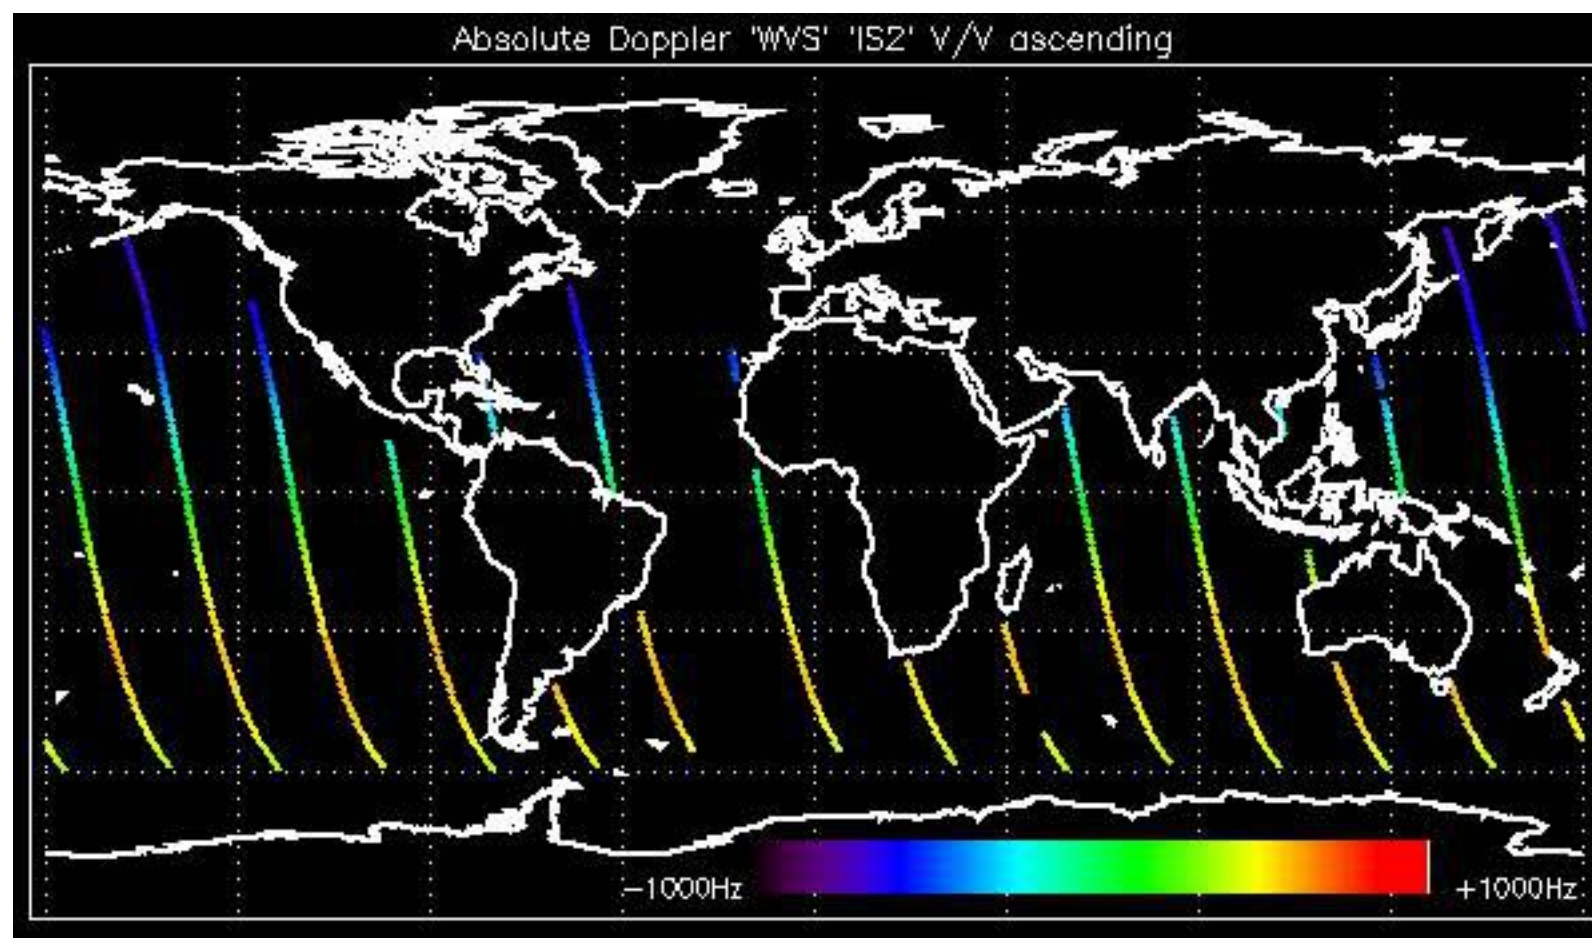 Absolute Doppler 'WVS' 'IS2' V/V ascending
-1000Hz
+1000Hz